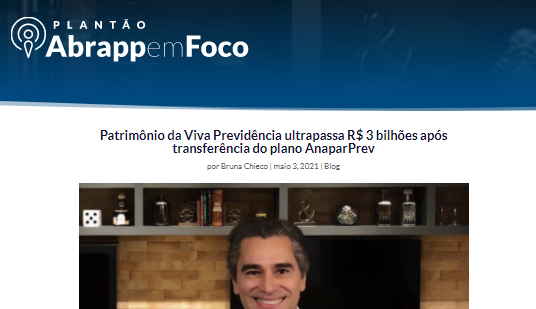 PLANTÃO
AbrappemFoco
Patrimônio da Viva Previdência ultrapassa R$ 3 bilhões após
transferência do plano AnaparPrev
por Bruna Chieco | maio 3, 2021 | Blog